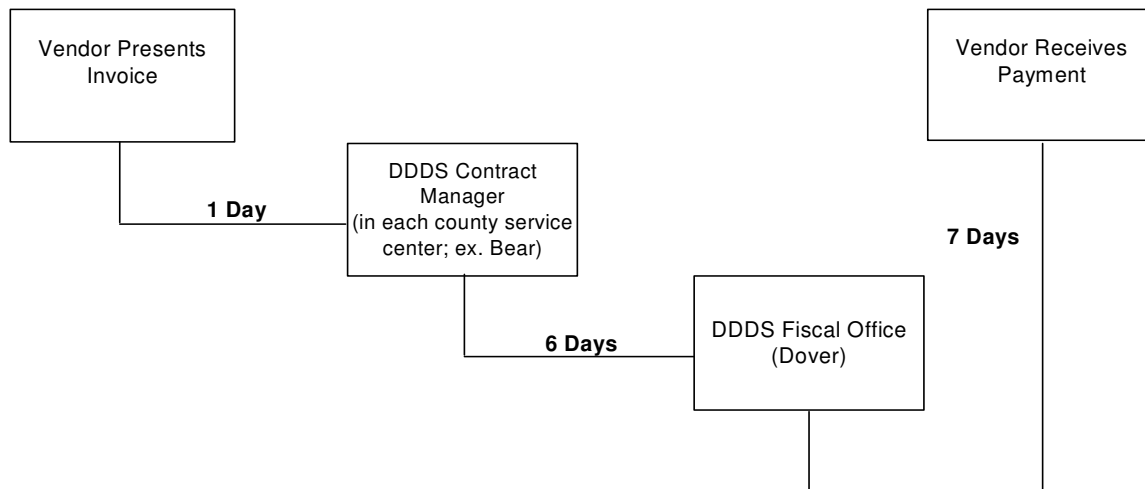 Vendor Presents
Invoice
Vendor Receives
Payment
DDDS Contract
Manager
(in each county service
center; ex. Bear)
1 Day
7 Days
DDDS Fiscal Office
(Dover)
6 Days